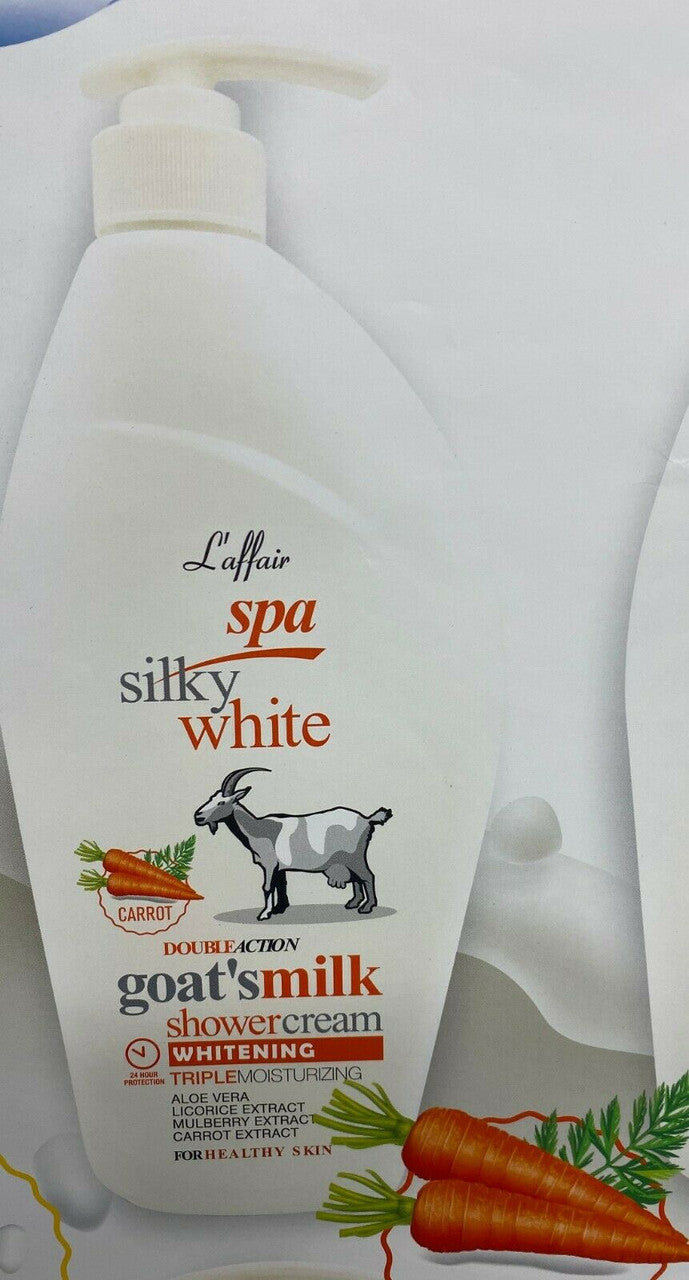 L'affair
spa
silky
white
CARROT
DOUBLEACTION
goat'smilk
showercream
WHITENING
24 HOUR
PROTECTION
TRIPLEMOISTURIZING
ALOE VERA
LICORICE EXTRACT
MULBERRY EXTRACT
CARROT EXTRACT
FORHEALTHY SKIN